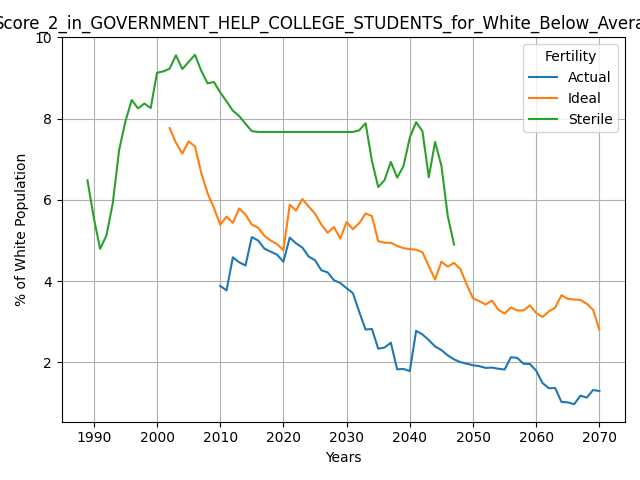 Score_2_in_GOVERNMENT_HELP_COLLEGE_STUDENTS_for_White_Below_Avera
Fertility
Actual
Ideal
Sterile
10
8
6
4
2
% of White Population
1990 2000 2010 2020 2030 2040 2050 2060 2070
Years